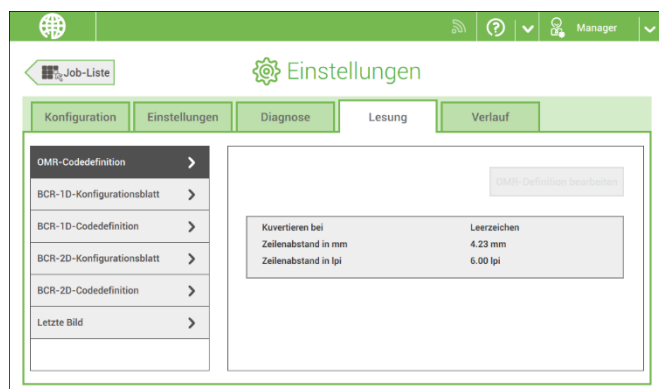 Manager
Job-Liste
Einstellungen
Konfiguration Einstellungen Diagnose Lesung Verlauf
OMR-Codedefinition
BCR-1D-Konfigurationsblatt
BCR-1D-Codedefinition
BCR-2D-Konfigurationsblatt
BCR-2D-Codedefinition
Letzte Bild
OMR-Definition bearbeiten
Kuvertieren bei Leerzeichen
Zeilenabstand in mm 4.23 mm
Zeilenabstand in lpi 6.00 lpi